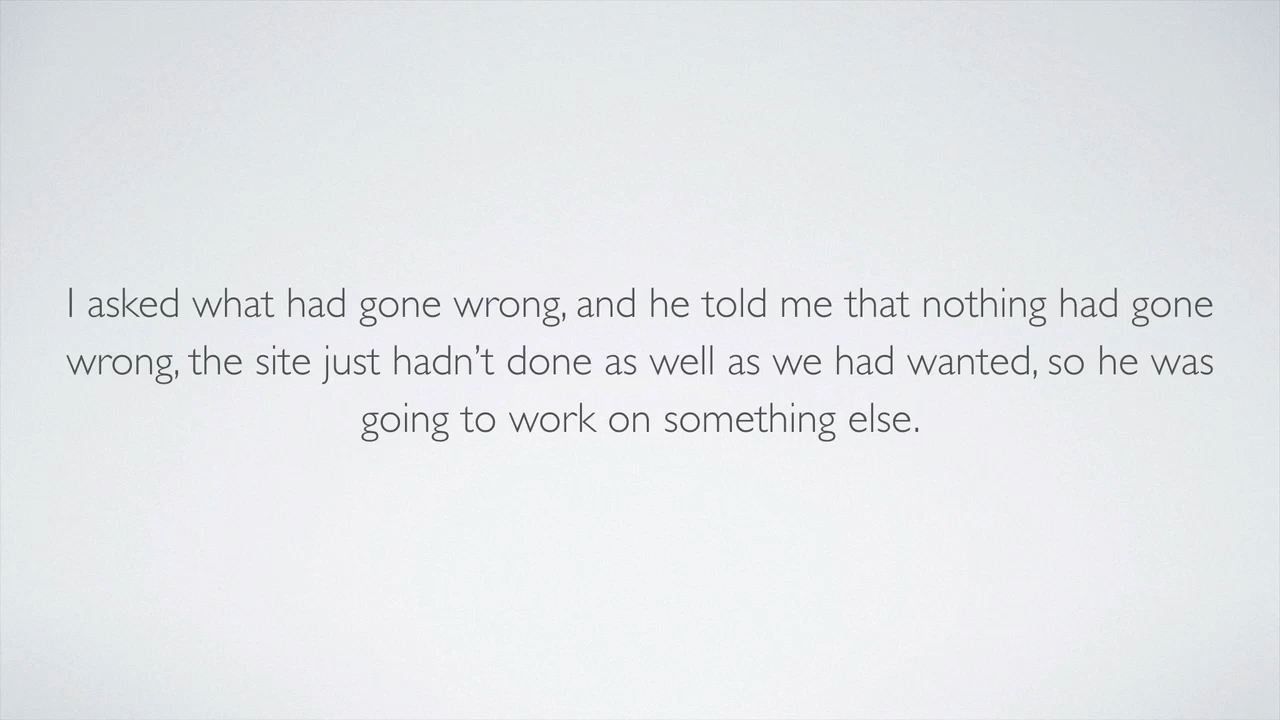 I asked what had gone wrong, and he told me that nothing had gone
wrong, the site just hadn’t done as well as we had wanted, so he was
going to work on something else.